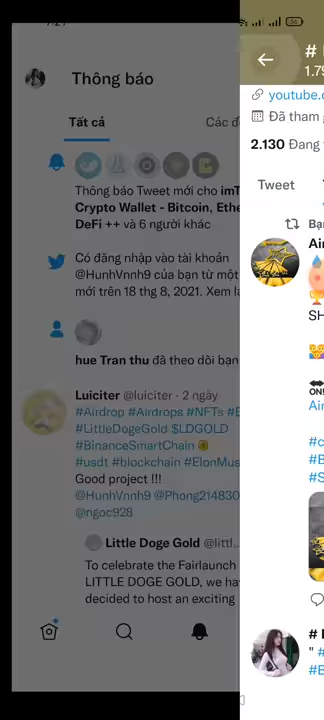 Thông báo
Tất cả
Các đ
Thông báo Tweet mới cho imT
Crypto Wallet - Bitcoin, Ethe
DeFi ++ và 6 người khác
Có đăng nhập vào tài khoản
@HunhVnnh9 của bạn từ một
mới trên 18 thg 8, 2021. Xem l
hue Tran thu đã theo dõi bạn
Luiciter @luiciter · 2 ngày
#Airdrop #Airdrops #NFTs #B
#LittleDogeGold $LDGOLD
#BinanceSmartChain
#usdt #blockchain #ElonMus
Good project !!!
@HunhVnnh9 @Phong214830
@ngoc928
Little Doge Gold @littl...
To celebrate the Fairlaunch
LITTLE DOGE GOLD, we ha
decided to host an exciting
#
1.79
youtube.c
Đã tham g
2.130 Đang
Tweet
Bạ
Air
SH
ON!
Air
#c
#B
#S
#
" #
#B